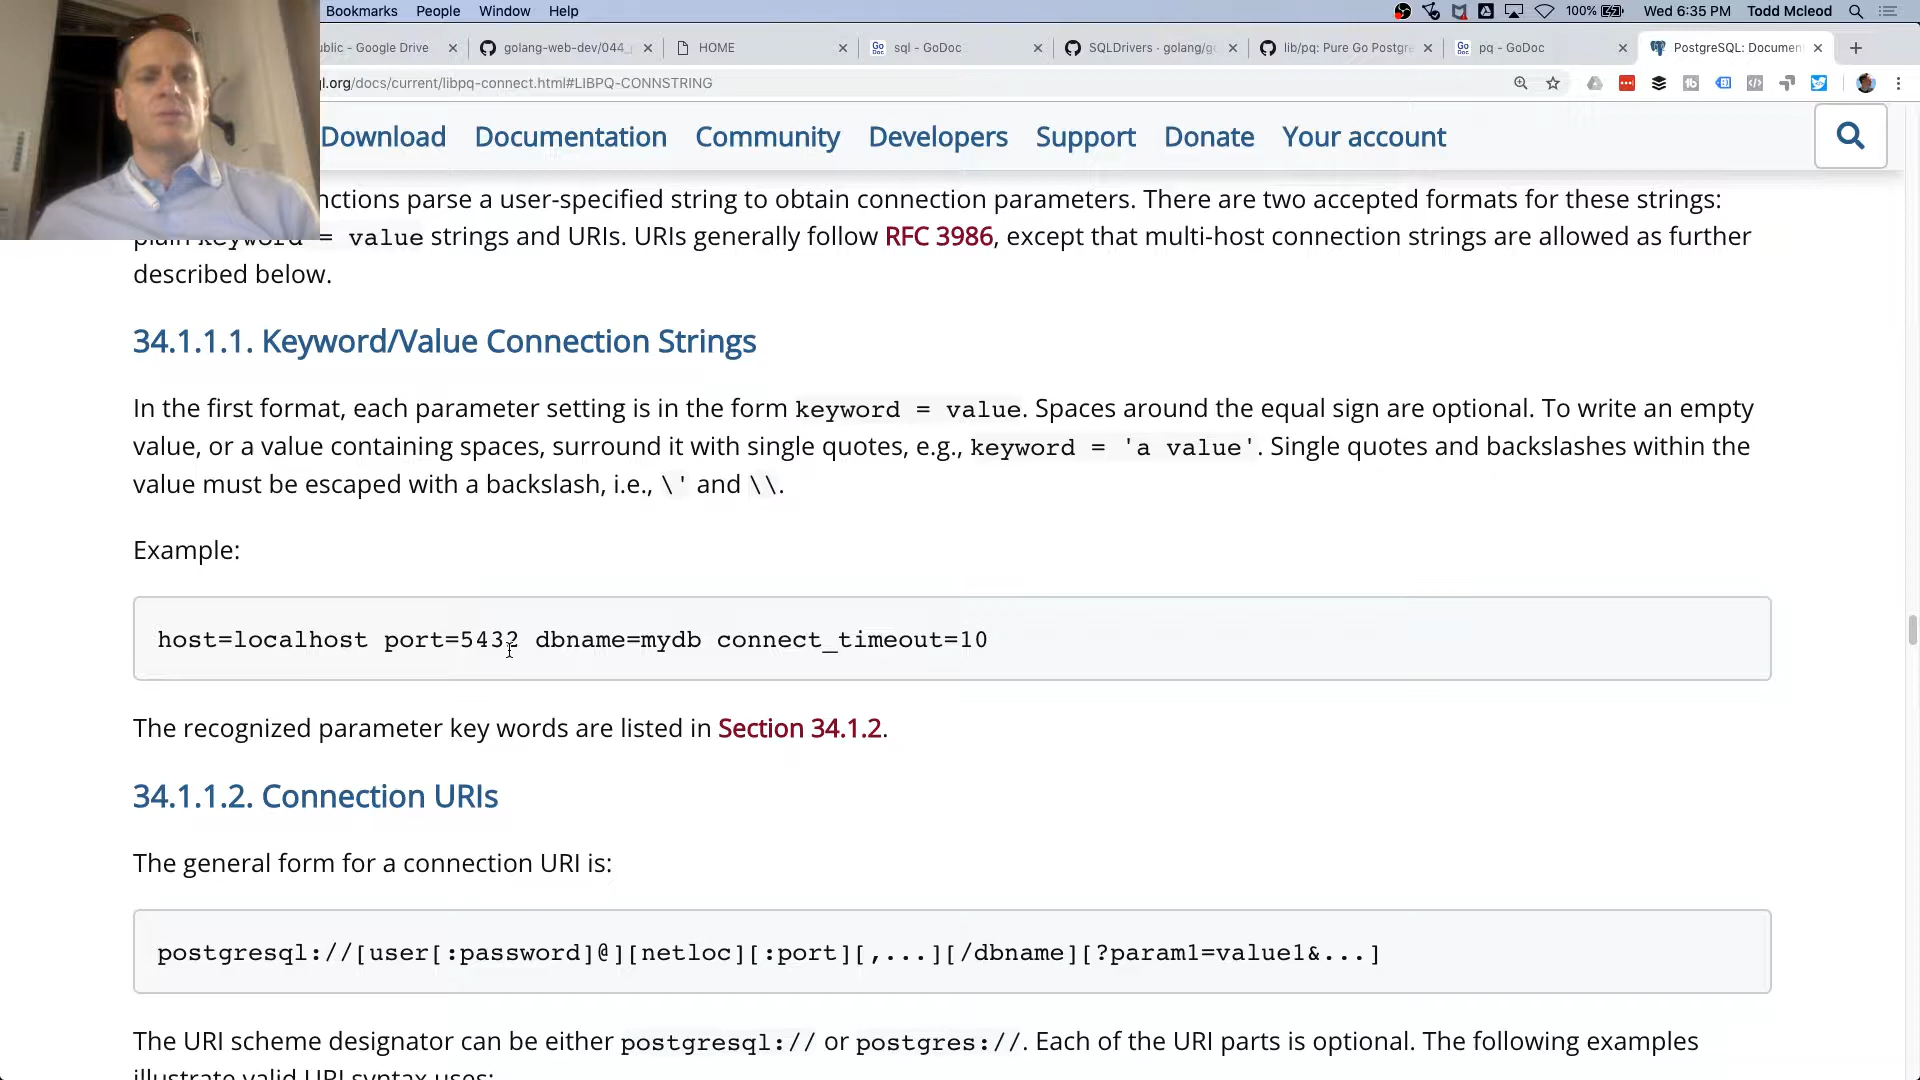 Bookmarks People Window Help 100% Wed 6:35 PM Todd Mcleod
ublic - Google Drive golang-web-dev/044_ HOME sql - GoDoc SQLDrivers · golang/go lib/pq: Pure Go Postgre pq - GoDoc PostgreSQL: Documen
l.org/docs/current/libpq-connect.html#LIBPQ-CONNSTRING
Download Documentation Community Developers Support Donate Your account
nctions parse a user-specified string to obtain connection parameters. There are two accepted formats for these strings:
plain keyword = value strings and URIs. URIs generally follow RFC 3986, except that multi-host connection strings are allowed as further
described below.
34.1.1.1. Keyword/Value Connection Strings
In the first format, each parameter setting is in the form keyword = value. Spaces around the equal sign are optional. To write an empty
value, or a value containing spaces, surround it with single quotes, e.g., keyword = 'a value'. Single quotes and backslashes within the
value must be escaped with a backslash, i.e., \' and \\.
Example:
host=localhost port=5432 dbname=mydb connect_timeout=10
The recognized parameter key words are listed in Section 34.1.2.
34.1.1.2. Connection URIs
The general form for a connection URI is:
postgresql://[user[:password]@][netloc][:port][,...][/dbname][?param1=value1&...]
The URI scheme designator can be either postgresql:// or postgres://. Each of the URI parts is optional. The following examples
illustrate valid URI syntax uses: